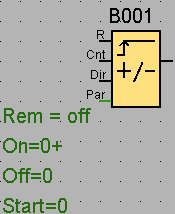 B001
R
Cnt
+/-
Dir
Par
Rem = off
On=0+
Off=0
Start=0